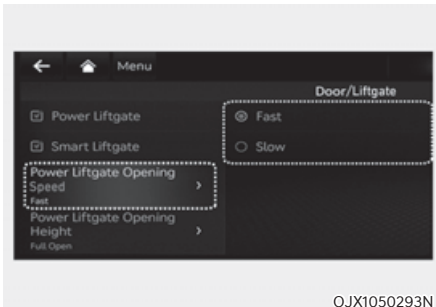 Menu
Door/Liftgate
Power Liftgate
Smart Liftgate
Power Liftgate Opening
Speed
Fast
Power Liftgate Opening
Height
Full Open
Fast
Slow
OJX1050293N